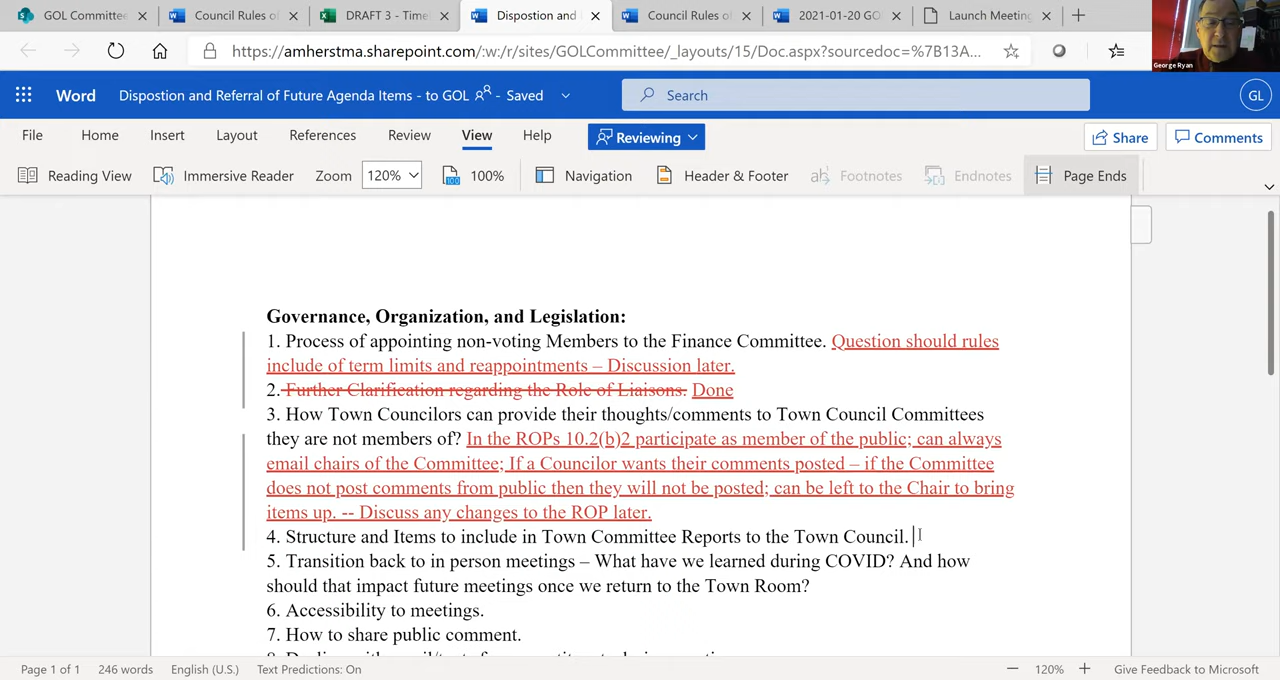 GOL Committee
Council Rules of
DRAFT 3 - Time
Dispostion and
Council Rules of
2021-01-20 GO
Launch Meeting
George Ryan
https://amherstma.sharepoint.com/:w:/r/sites/GOLCommittee/_layouts/15/Doc.aspx?sourcedoc=%7B13A...
Word
Dispostion and Referral of Future Agenda Items - to GOL - Saved
Search
GL
File Home Insert Layout References Review View Help Reviewing Share Comments
Reading View Immersive Reader Zoom 120% 100% Navigation Header & Footer Footnotes Endnotes Page Ends
Governance, Organization, and Legislation:
1. Process of appointing non-voting Members to the Finance Committee. Question should rules
include of term limits and reappointments – Discussion later.
2. Further Clarification regarding the Role of Liaisons. Done
3. How Town Councilors can provide their thoughts/comments to Town Council Committees
they are not members of? In the ROPs 10.2(b)2 participate as member of the public; can always
email chairs of the Committee; If a Councilor wants their comments posted – if the Committee
does not post comments from public then they will not be posted; can be left to the Chair to bring
items up. -- Discuss any changes to the ROP later.
4. Structure and Items to include in Town Committee Reports to the Town Council.
5. Transition back to in person meetings – What have we learned during COVID? And how
should that impact future meetings once we return to the Town Room?
6. Accessibility to meetings.
7. How to share public comment.
Page 1 of 1 246 words English (U.S.) Text Predictions: On 120% Give Feedback to Microsoft